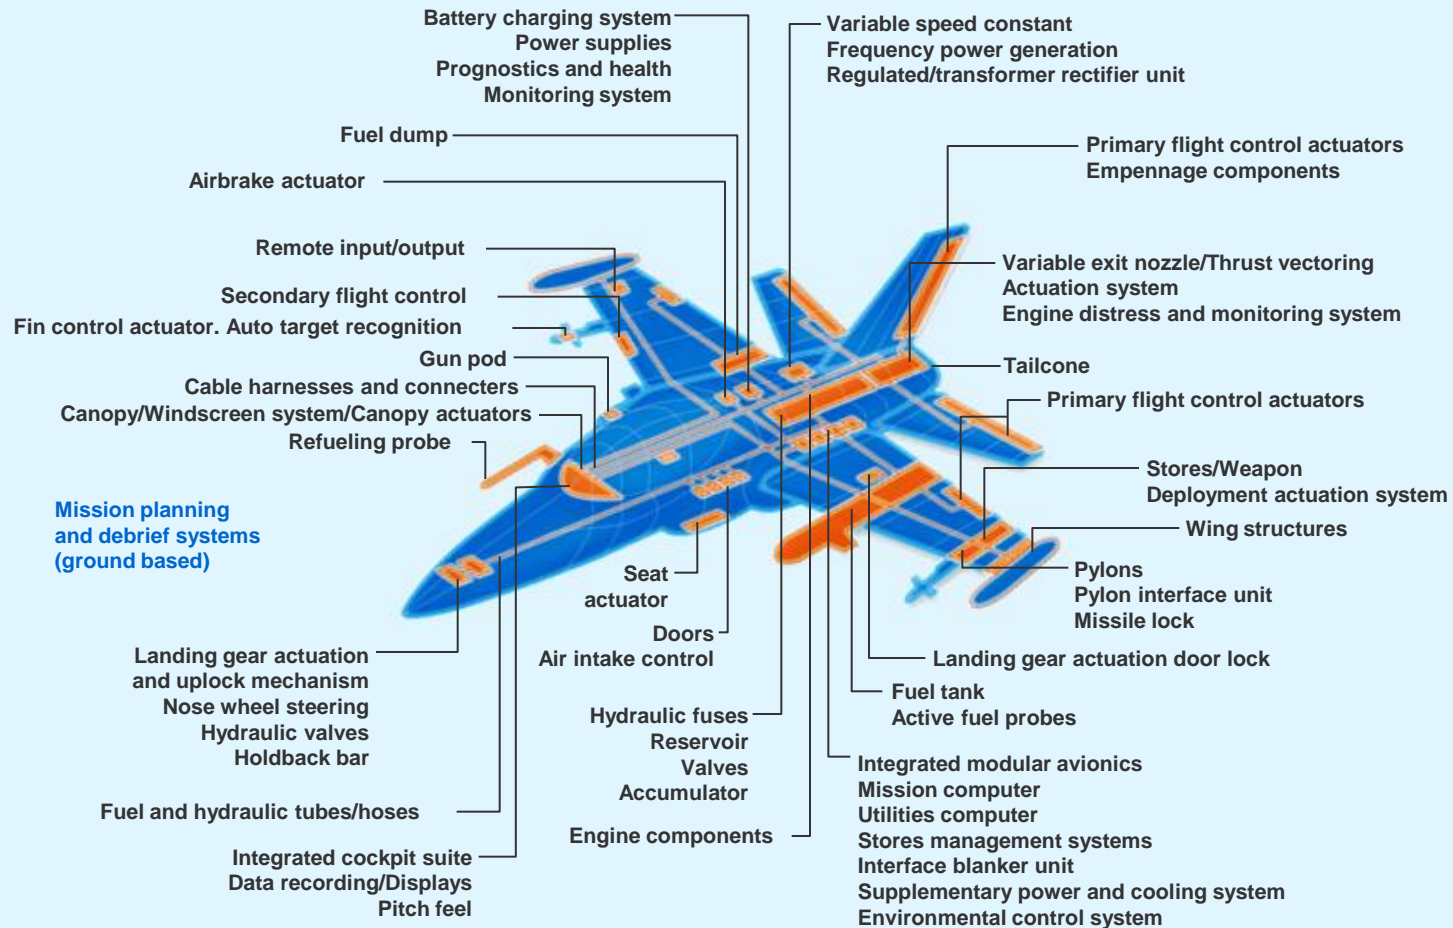 Battery charging system
Power supplies
Prognostics and health
Monitoring system
Variable speed constant
Frequency power generation
Regulated/transformer rectifier unit
Fuel dump
Primary flight control actuators
Empennage components
Airbrake actuator
Remote input/output
Variable exit nozzle/Thrust vectoring
Actuation system
Engine distress and monitoring system
Secondary flight control
Fin control actuator. Auto target recognition
Gun pod
Tailcone
Cable harnesses and connecters
Primary flight control actuators
Canopy/Windscreen system/Canopy actuators
Refueling probe
Stores/Weapon
Deployment actuation system
Mission planning
and debrief systems
(ground based)
Wing structures
Seat
actuator
Pylons
Pylon interface unit
Missile lock
Doors
Air intake control
Landing gear actuation door lock
Landing gear actuation
and uplock mechanism
Nose wheel steering
Hydraulic valves
Holdback bar
Fuel tank
Active fuel probes
Hydraulic fuses
Reservoir
Valves
Accumulator
Integrated modular avionics
Mission computer
Utilities computer
Stores management systems
Interface blanker unit
Supplementary power and cooling system
Environmental control system
Fuel and hydraulic tubes/hoses
Engine components
Integrated cockpit suite
Data recording/Displays
Pitch feel